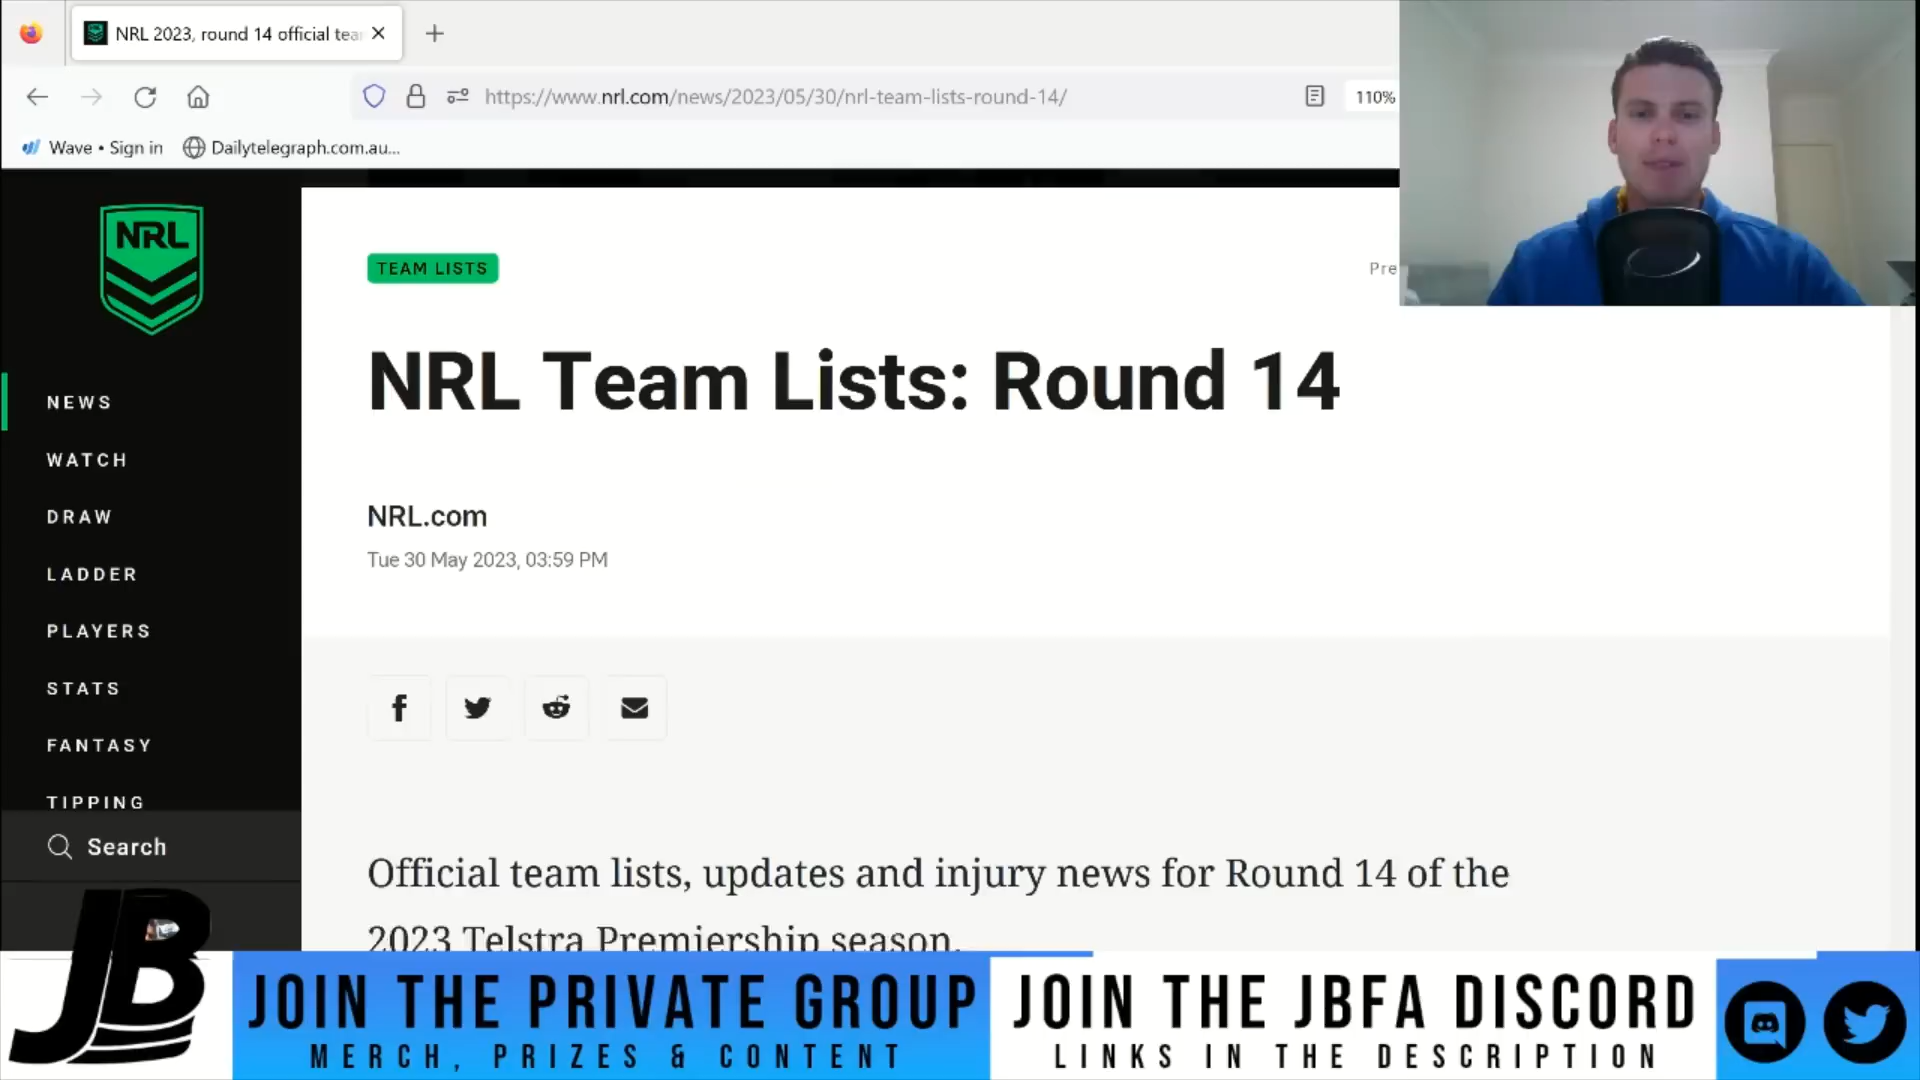 NRL 2023, round 14 official tea
https://www.nrl.com/news/2023/05/30/nrl-team-lists-round-14/
110%
Wave • Sign in
Dailytelegraph.com.au...
NRL
TEAM LISTS
Pre
NRL Team Lists: Round 14
NEWS
WATCH
DRAW
LADDER
PLAYERS
STATS
FANTASY
TIPPING
Search
NRL.com
Tue 30 May 2023, 03:59 PM
Official team lists, updates and injury news for Round 14 of the
2023 Telstra Premiership season.
JB
JOIN THE PRIVATE GROUP
MERCH, PRIZES & CONTENT
JOIN THE JBFA DISCORD
LINKS IN THE DESCRIPTION